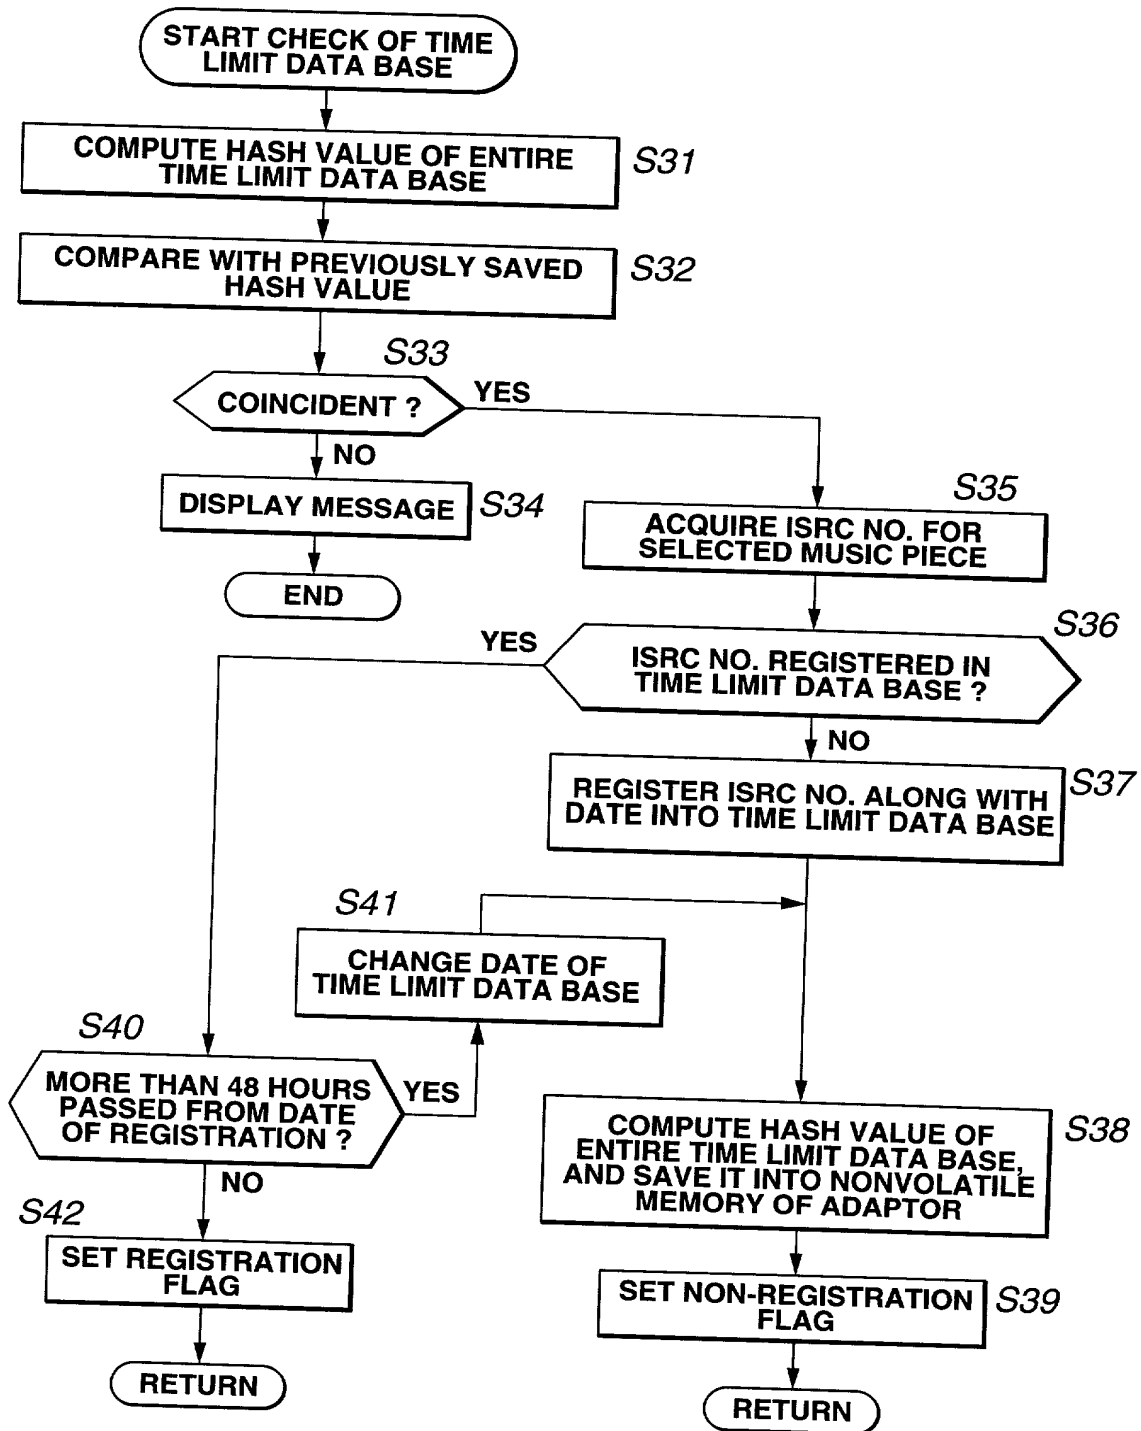 START CHECK OF TIME
LIMIT DATA BASE
COMPUTE HASH VALUE OF ENTIRE
TIME LIMIT DATA BASE
S31
COMPARE WITH PREVIOUSLY SAVED
HASH VALUE
S32
S33
COINCIDENT ?
YES
NO
DISPLAY MESSAGE
S34
END
S35
ACQUIRE ISRC NO. FOR
SELECTED MUSIC PIECE
S36
YES
ISRC NO. REGISTERED IN
TIME LIMIT DATA BASE ?
NO
S37
REGISTER ISRC NO. ALONG WITH
DATE INTO TIME LIMIT DATA BASE
S41
CHANGE DATE OF
TIME LIMIT DATA BASE
S40
MORE THAN 48 HOURS
PASSED FROM DATE
OF REGISTRATION ?
YES
NO
S42
SET REGISTRATION
FLAG
RETURN
COMPUTE HASH VALUE OF
ENTIRE TIME LIMIT DATA BASE,
AND SAVE IT INTO NONVOLATILE
MEMORY OF ADAPTOR
S38
SET NON-REGISTRATION
FLAG
S39
RETURN